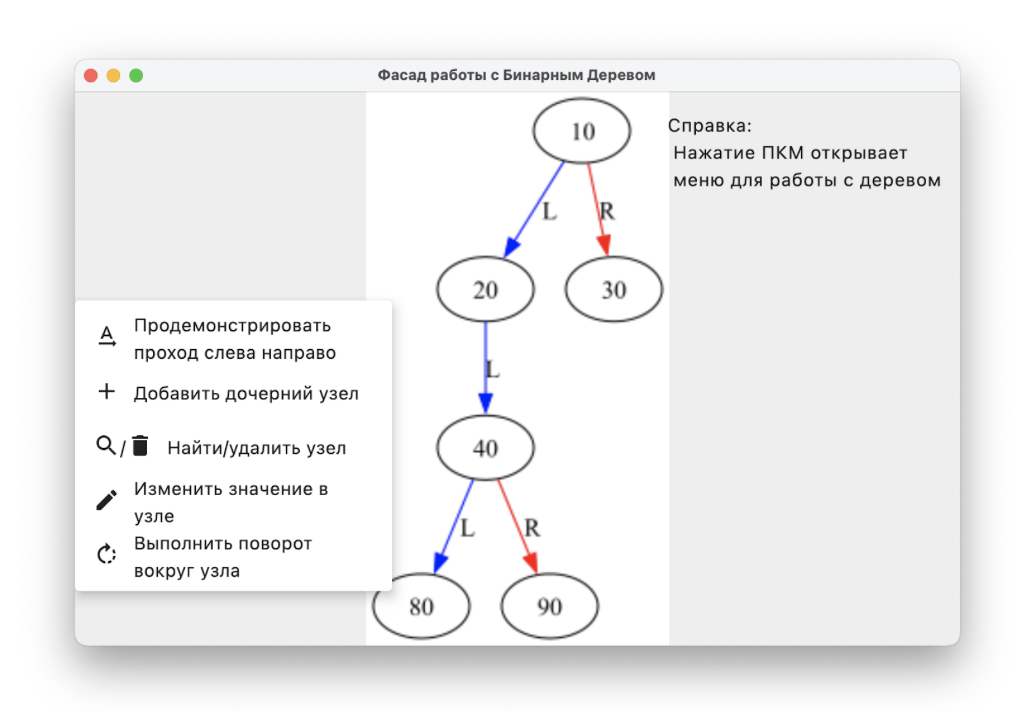 Фасад работы с Бинарным Деревом
10
Справка:
Нажатие ПКМ открывает
меню для работы с деревом
L
R
20
30
Продемонстрировать
проход слева направо
L
Добавить дочерний узел
/ Найти/удалить узел
40
Изменить значение в
узле
L
R
Выполнить поворот
вокруг узла
80
90